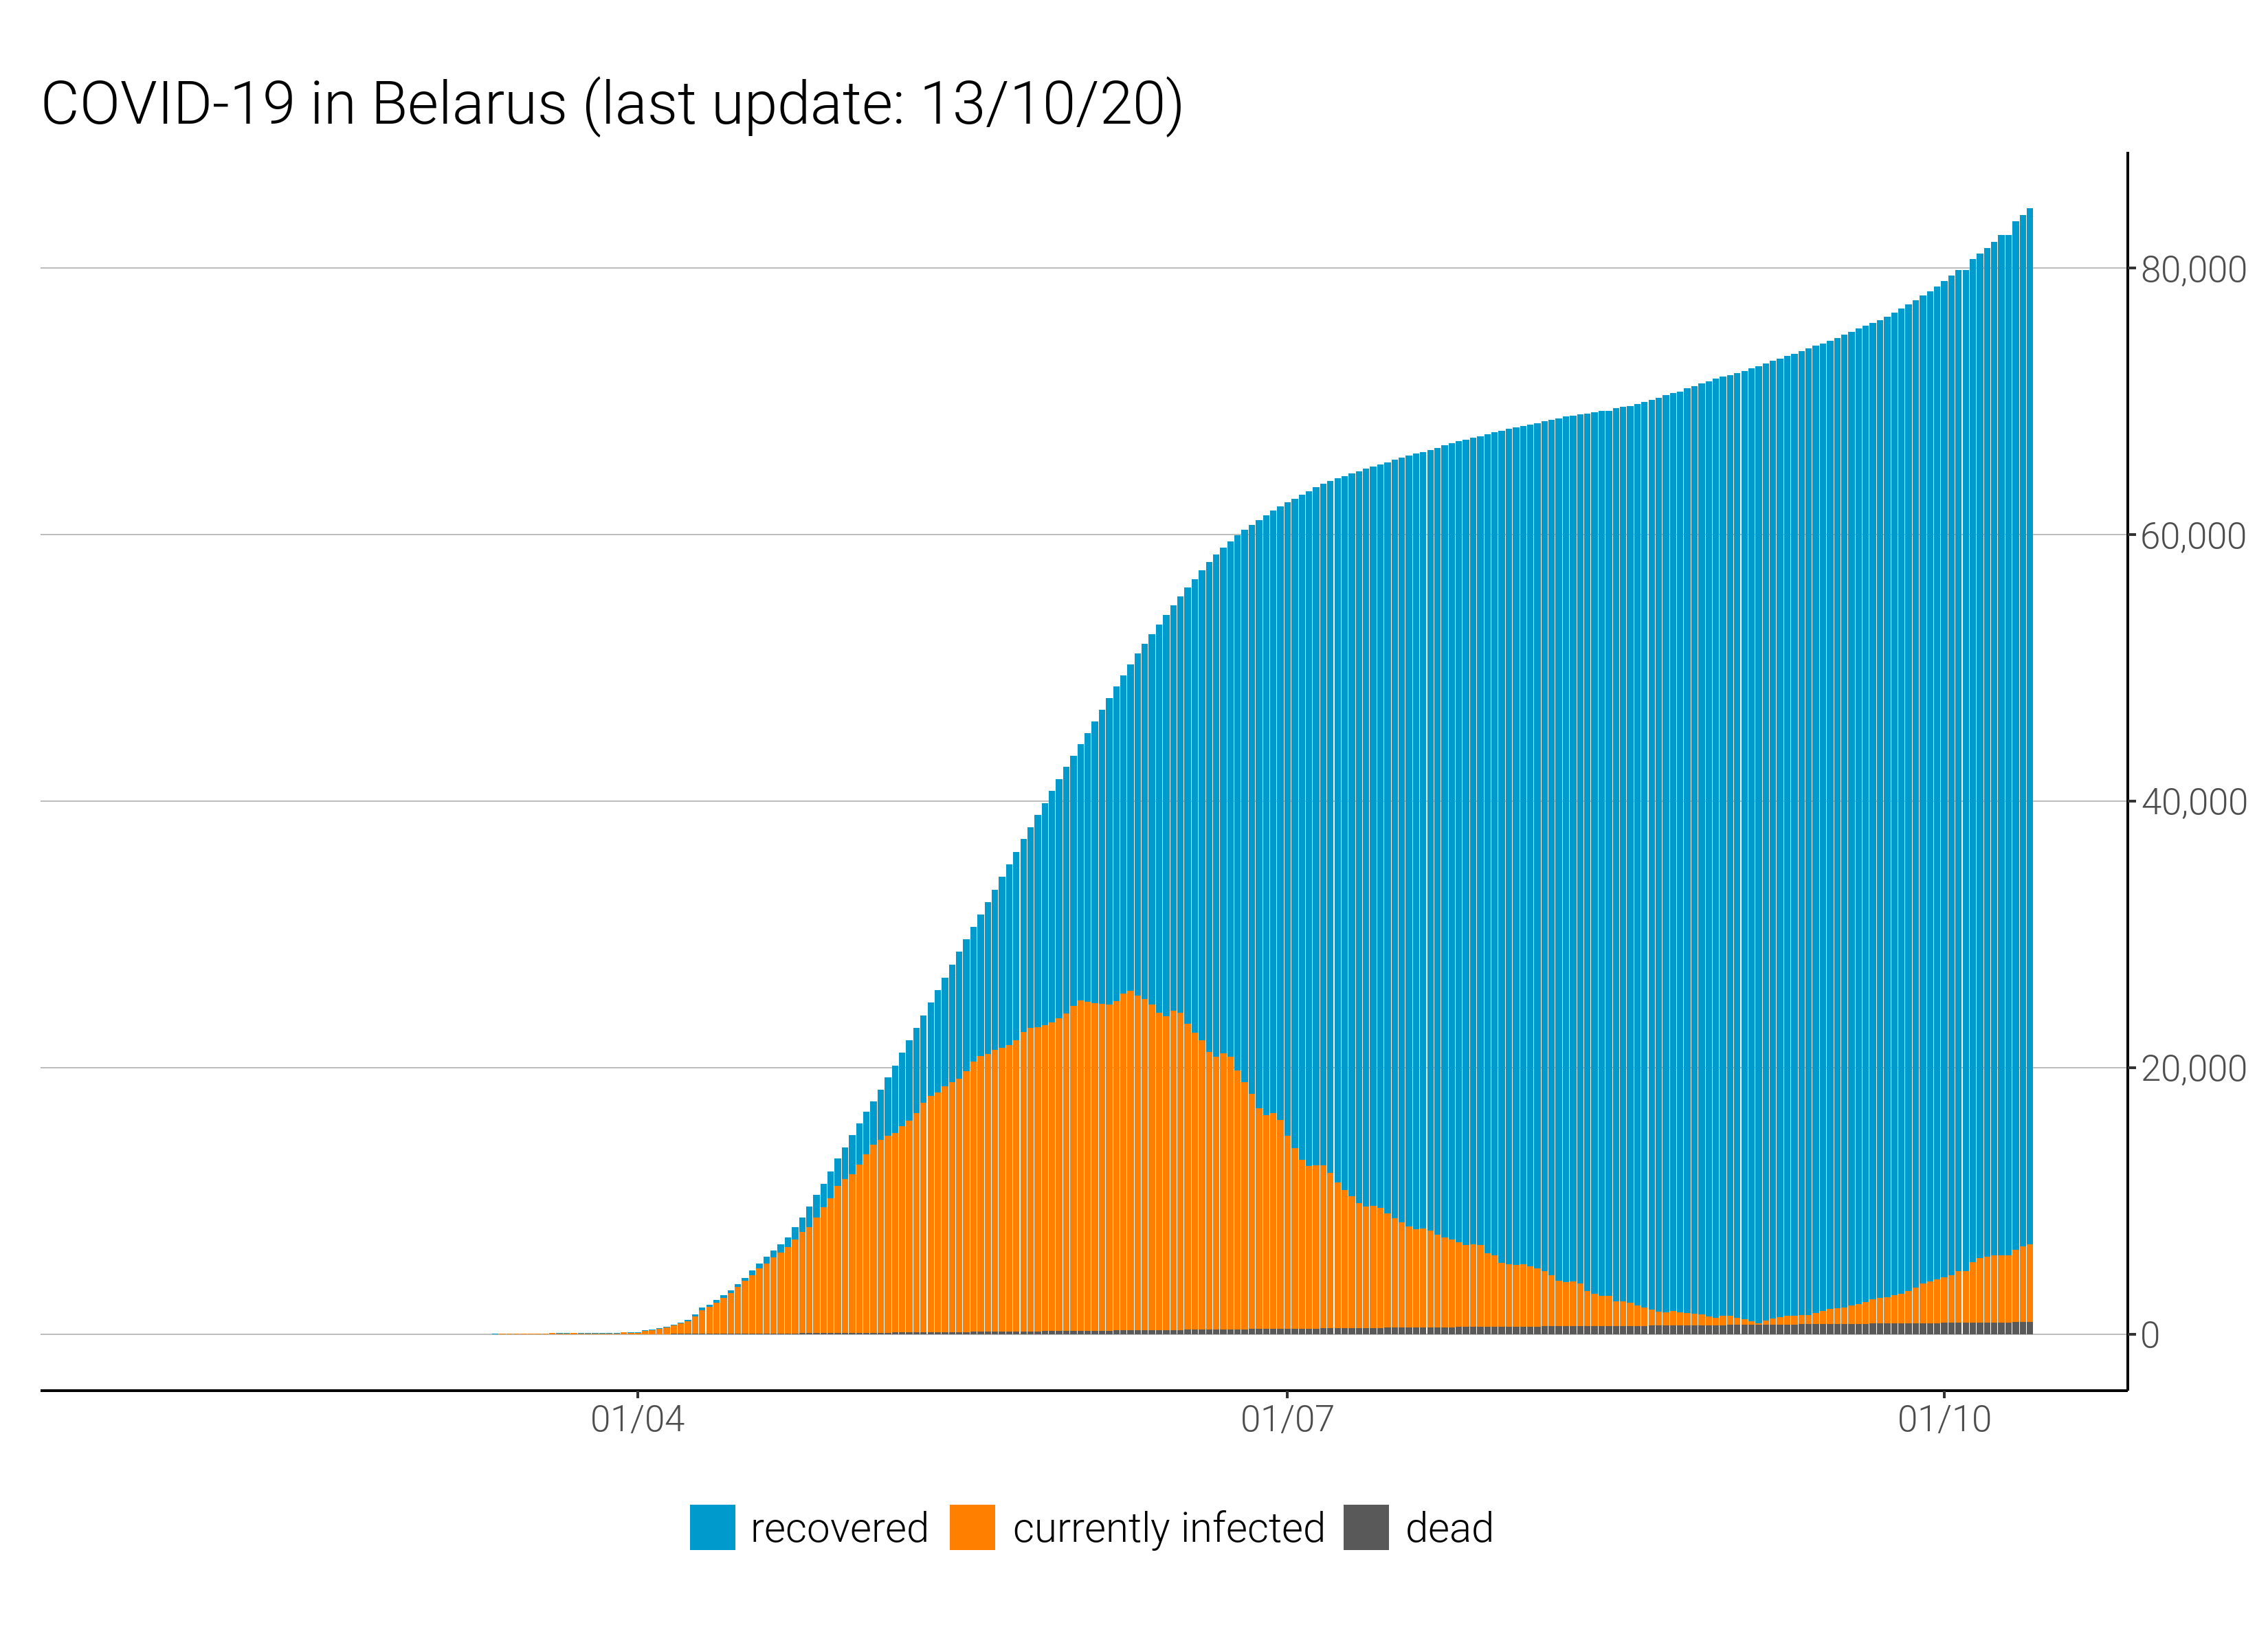 COVID-19 in Belarus (last update: 13/10/20)
80,000
60,000
40,000
20,000
0
01/04 01/07 01/10
recovered currently infected dead